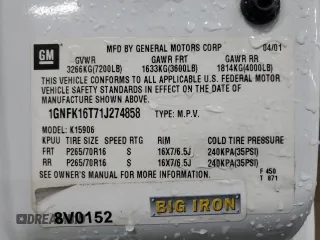 GM
MFD BY GENERAL MOTORS CORP 04/01
GVWR GAWR FRT GAWR RR
3266KG(7200LB) 1633KG(3600LB) 1814KG(4000LB)
THIS VEHICLE CONFORMS TO ALL APPLICABLE U.S. FEDERAL MOTOR
VEHICLE SAFETY STANDARDS IN EFFECT ON THE DATE OF
MANUFACTURE SHOWN ABOVE.
1GNFK16T71J274858 TYPE: M.P.V.
MODEL: K15906
KPUU TIRE SIZE SPEED RTG RIM COLD TIRE PRESSURE
FRT P265/70R16 S 16X7/6.5J 240KPA(35PSI)
RR P265/70R16 S 16X7/6.5J 240KPA(35PSI)
SEE OWNER'S MANUAL FOR MORE INFORMATION.
F 450
T 071
BIG IRON
8V0152